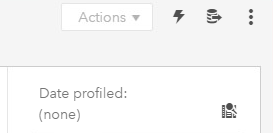 Actions
Date profiled:
(none)